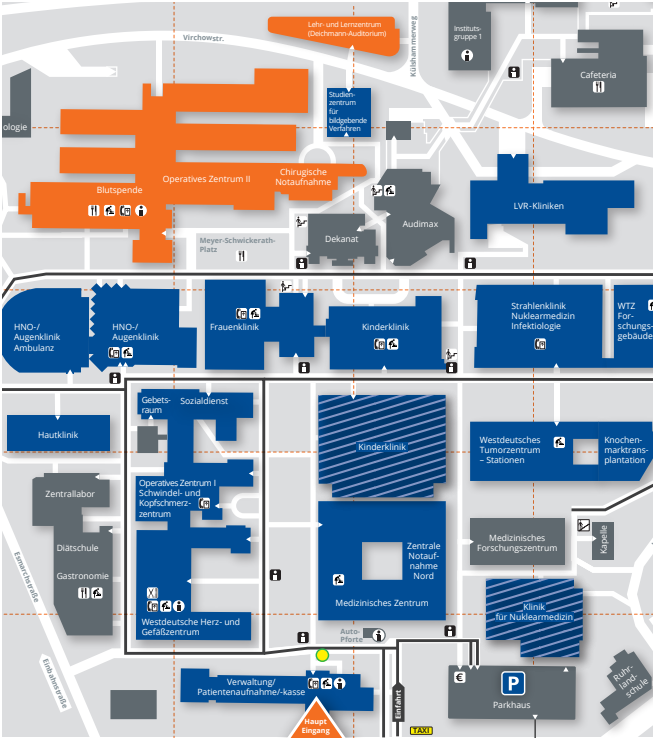 Lehr- und Lernzentrum
(Deichmann-Auditorium)
Virchowstr.
Külshammerweg
Instituts-
gruppe 1
Cafeteria
ologie
Studien-
zentrum
für
bildgebende
Verfahren
Operatives Zentrum II
Chirugische
Notaufnahme
Blutspende
LVR-Kliniken
Audimax
Dekanat
Meyer-Schwickerath-
Platz
HNO-/
Augenklinik
Ambulanz
HNO-/
Augenklinik
Frauenklinik
Kinderklinik
Strahlenklinik
Nuklearmedizin
Infektiologie
WTZ
For-
schungs-
gebäude
Gebets-
raum
Sozialdienst
Hautklinik
Kinderklinik
Westdeutsches
Tumorzentrum
– Stationen
Knochen-
marktrans-
plantation
Zentrallabor
Operatives Zentrum I
Schwindel- und
Kopfschmerz-
zentrum
Diätschule
Gastronomie
Zentrale
Notauf-
nahme
Nord
Medizinisches
Forschungszentrum
Kapelle
Esmarchstraße
Medizinisches Zentrum
Klinik
für Nuklearmedizin
Westdeutsche Herz- und
Gefäßzentrum
Auto-
Pforte
Einbahnstraße
Verwaltung/
Patientenaufnahme/-kasse
Haupt
Eingang
Einfahrt
TAXI
€
P
Parkhaus
Ruhr-
land-
schule